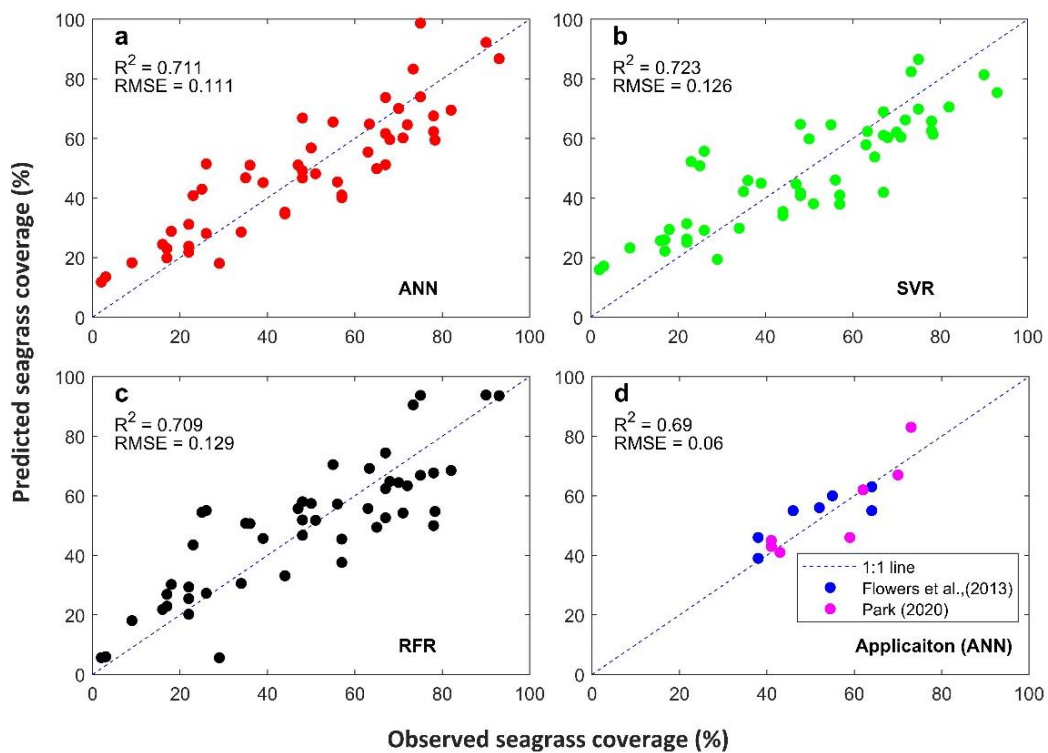 a
R² = 0.711
RMSE = 0.111
ANN
100
80
60
40
20
0
0 20 40 60 80 100
b
R² = 0.723
RMSE = 0.126
SVR
100
80
60
40
20
0
0 20 40 60 80 100
c
R² = 0.709
RMSE = 0.129
RFR
100
80
60
40
20
0
0 20 40 60 80 100
d
R² = 0.69
RMSE = 0.06
1:1 line
Flowers et al.,(2013)
Park (2020)
Applicaiton (ANN)
100
80
60
40
20
0
0 20 40 60 80 100
Predicted seagrass coverage (%)
Observed seagrass coverage (%)